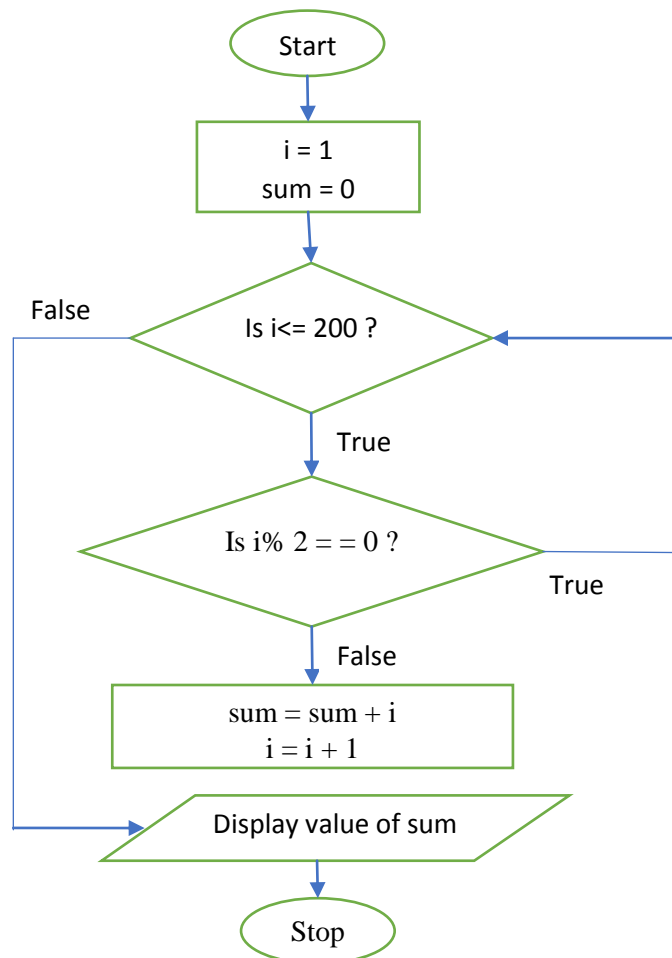 Start
i = 1
sum = 0
False
Is i<= 200 ?
True
Is i% 2 = = 0 ?
True
False
sum = sum + i
i = i + 1
Display value of sum
Stop